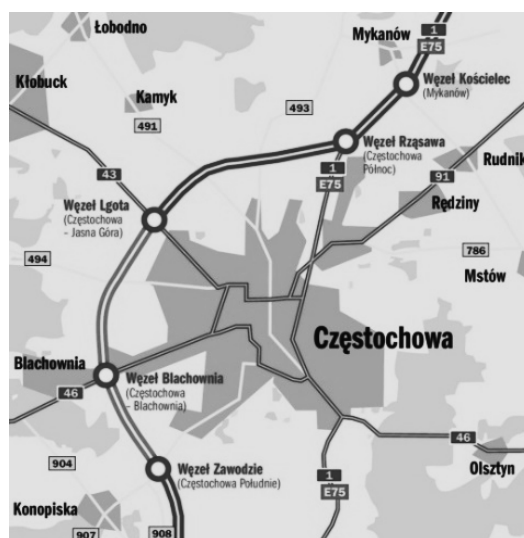 Łobodno
1
E75
Mykanów
Kłobuck
Węzeł Kościelec
(Mykanów)
Kamyk
493
491
Węzeł Rząsawa
(Częstochowa
Północ)
Rudnik
1
E75
43
91
Węzeł Lgota
(Częstochowa
- Jasna Góra)
Rędziny
494
786
Mstów
Częstochowa
Blachownia
Węzeł Blachownia
(Częstochowa
- Blachownia)
46
46
904
Węzeł Zawodzie
(Częstochowa Południe)
Olsztyn
1
E75
Konopiska
907
908